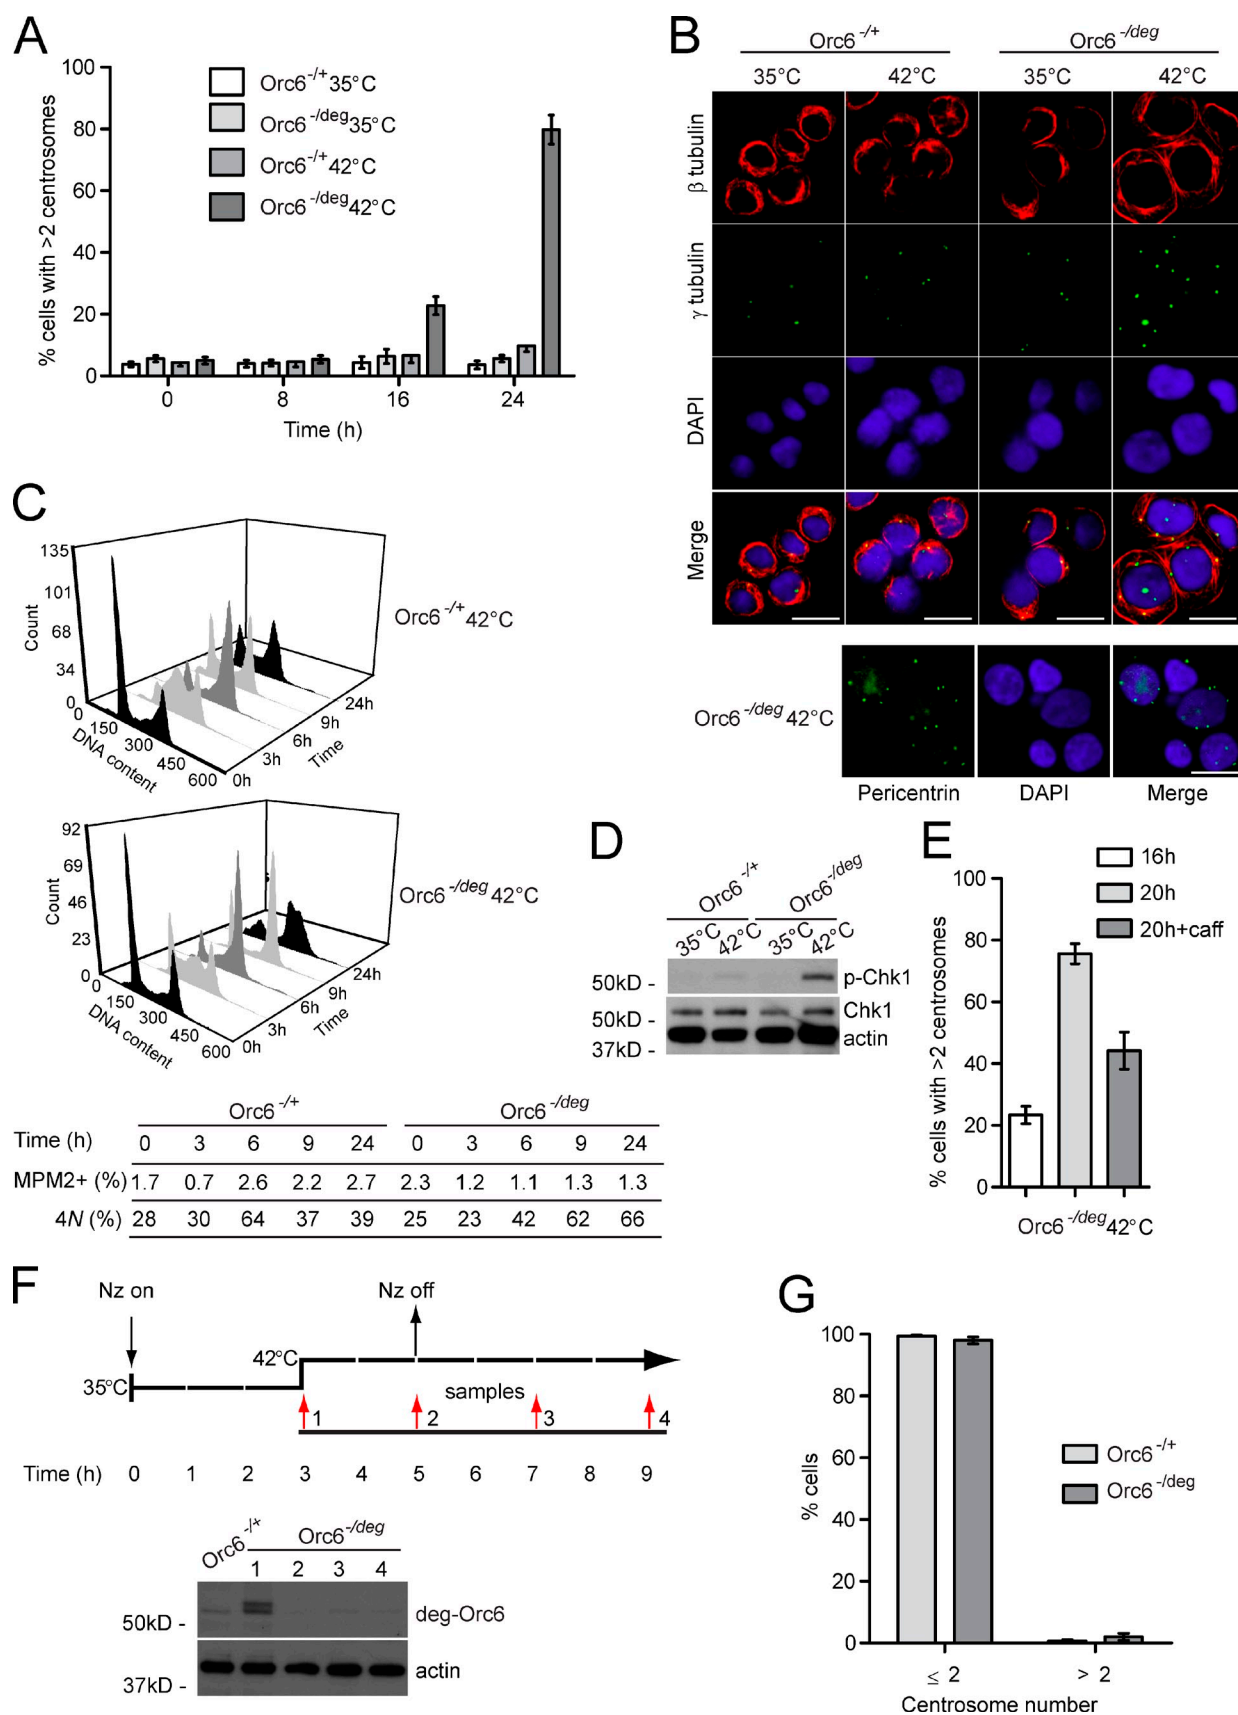 A
% cells with >2 centrosomes
100
80
60
40
20
0
Orc6-/+35°C
Orc6-/deg35°C
Orc6-/+42°C
Orc6-/deg42°C
0 8 16 24
Time (h)
B
Orc6-/+ Orc6-/deg
35°C 42°C 35°C 42°C
β tubulin
γ tubulin
DAPI
Merge
Orc6-/deg42°C
Pericentrin DAPI Merge
C
Count
135
101
68
34
0
0 150 300 450 600
DNA content
0h 3h 6h 9h 24h
Time
Orc6-/+42°C
Count
92
69
46
23
0
0 150 300 450 600
DNA content
0h 3h 6h 9h 24h
Time
Orc6-/deg42°C
Orc6-/+ Orc6-/deg
Time (h) 0 3 6 9 24 0 3 6 9 24
MPM2+ (%) 1.7 0.7 2.6 2.2 2.7 2.3 1.2 1.1 1.3 1.3
4N (%) 28 30 64 37 39 25 23 42 62 66
D
Orc6-/+ Orc6-/deg
35°C 42°C 35°C 42°C
50kD - p-Chk1
50kD - Chk1
37kD - actin
E
16h
20h
20h+caff
% cells with >2 centrosomes
100
80
60
40
20
0
Orc6-/deg42°C
F
Nz on Nz off
42°C
35°C
samples
1 2 3 4
Time (h) 0 1 2 3 4 5 6 7 8 9
Orc6-/+ Orc6-/deg
1 2 3 4
50kD - deg-Orc6
37kD - actin
G
% cells
100
80
60
40
20
0
Orc6-/+
Orc6-/deg
≤ 2 > 2
Centrosome number